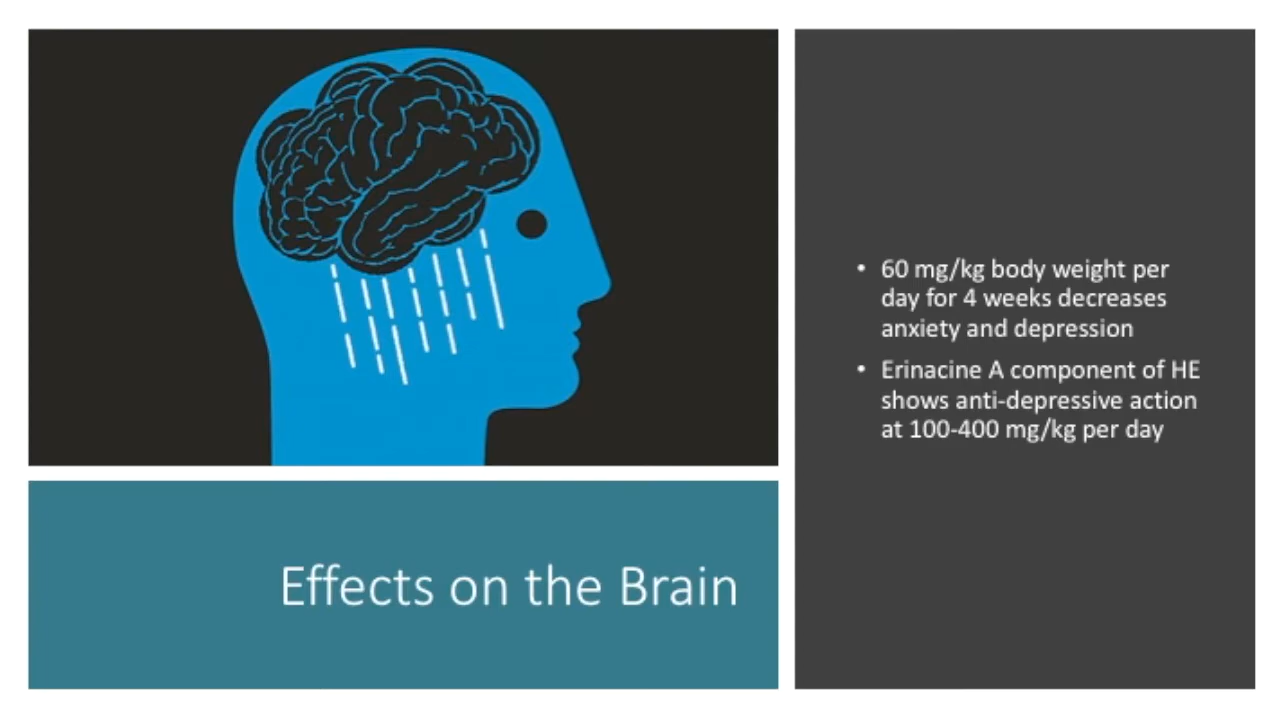 • 60 mg/kg body weight per
day for 4 weeks decreases
anxiety and depression
• Erinacine A component of HE
shows anti-depressive action
at 100-400 mg/kg per day
Effects on the Brain